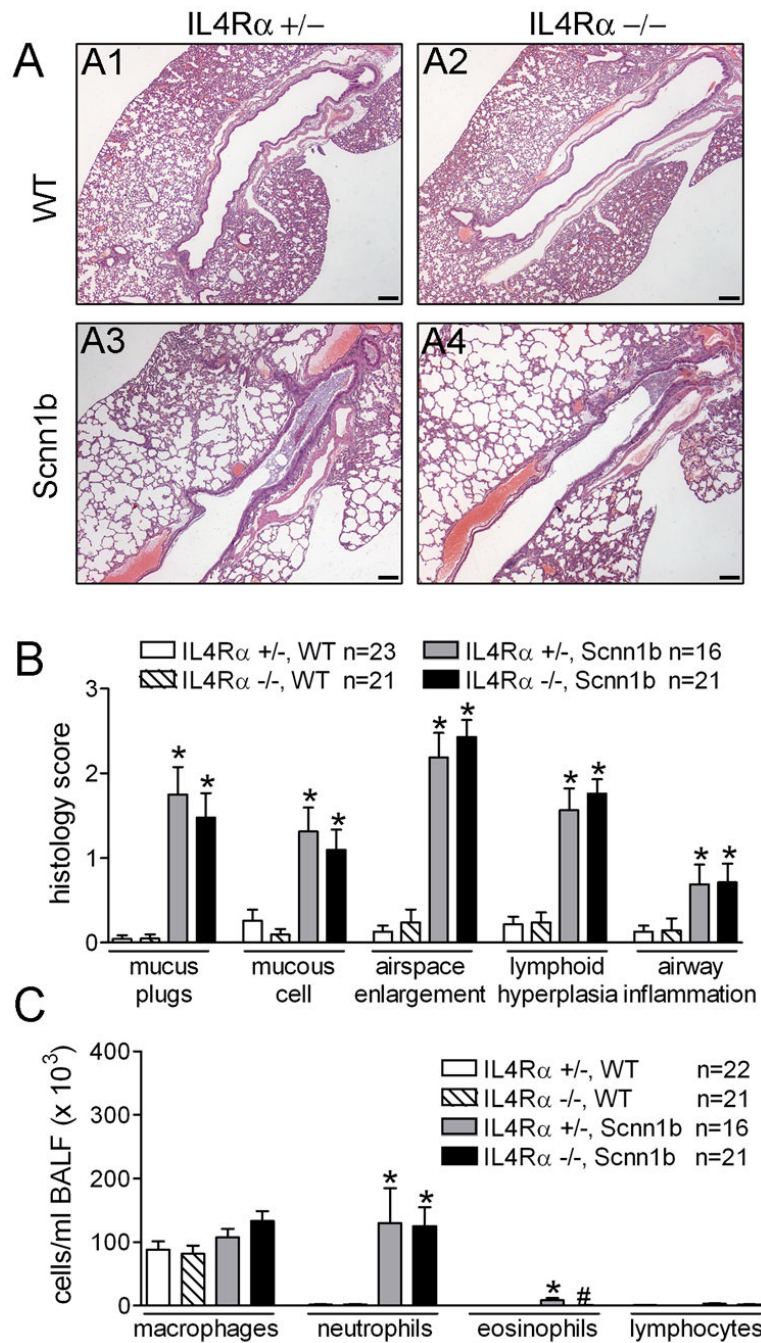 IL4Rα +/− IL4Rα −/−
A
A1 A2
WT
A3 A4
Scnn1b
B
IL4Rα +/-, WT n=23 IL4Rα +/-, Scnn1b n=16
IL4Rα -/-, WT n=21 IL4Rα -/-, Scnn1b n=21
histology score
3
2
1
0
* * * * * * * * * *
mucus plugs
mucous cell
airspace enlargement
lymphoid hyperplasia
airway inflammation
C
cells/ml BALF (x 10³)
400
300
200
100
0
IL4Rα +/-, WT n=22
IL4Rα -/-, WT n=21
IL4Rα +/-, Scnn1b n=16
IL4Rα -/-, Scnn1b n=21
* * * #
macrophages neutrophils eosinophils lymphocytes